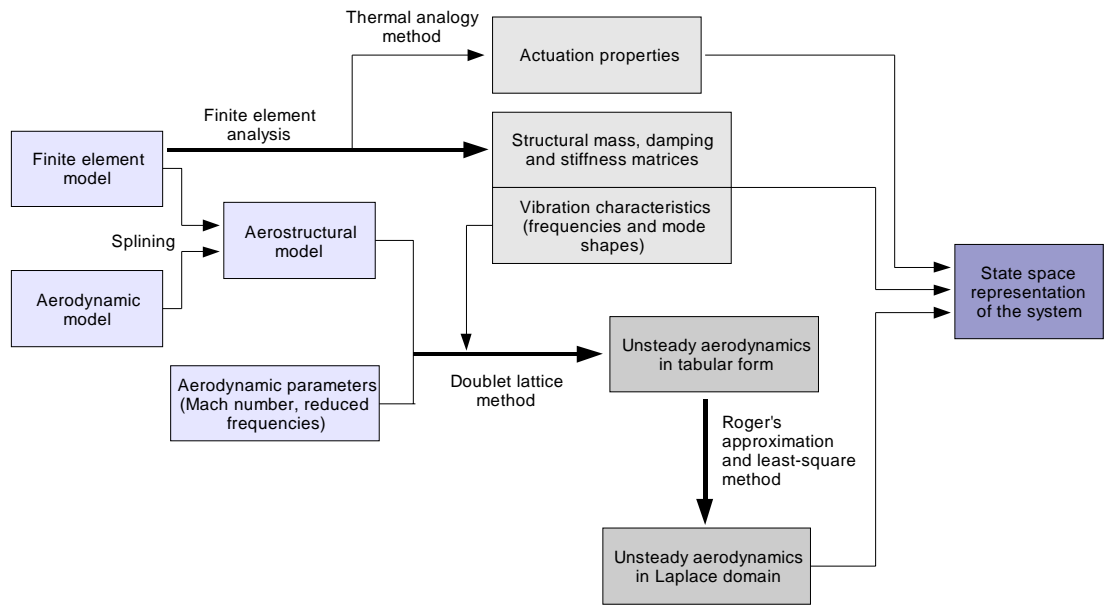 Thermal analogy
method
Actuation properties
Finite element
analysis
Structural mass, damping
and stiffness matrices
Finite element
model
Vibration characteristics
(frequencies and mode
shapes)
Splining
Aerostructural
model
Aerodynamic
model
State space
representation
of the system
Unsteady aerodynamics
in tabular form
Aerodynamic parameters
(Mach number, reduced
frequencies)
Doublet lattice
method
Roger's
approximation
and least-square
method
Unsteady aerodynamics
in Laplace domain